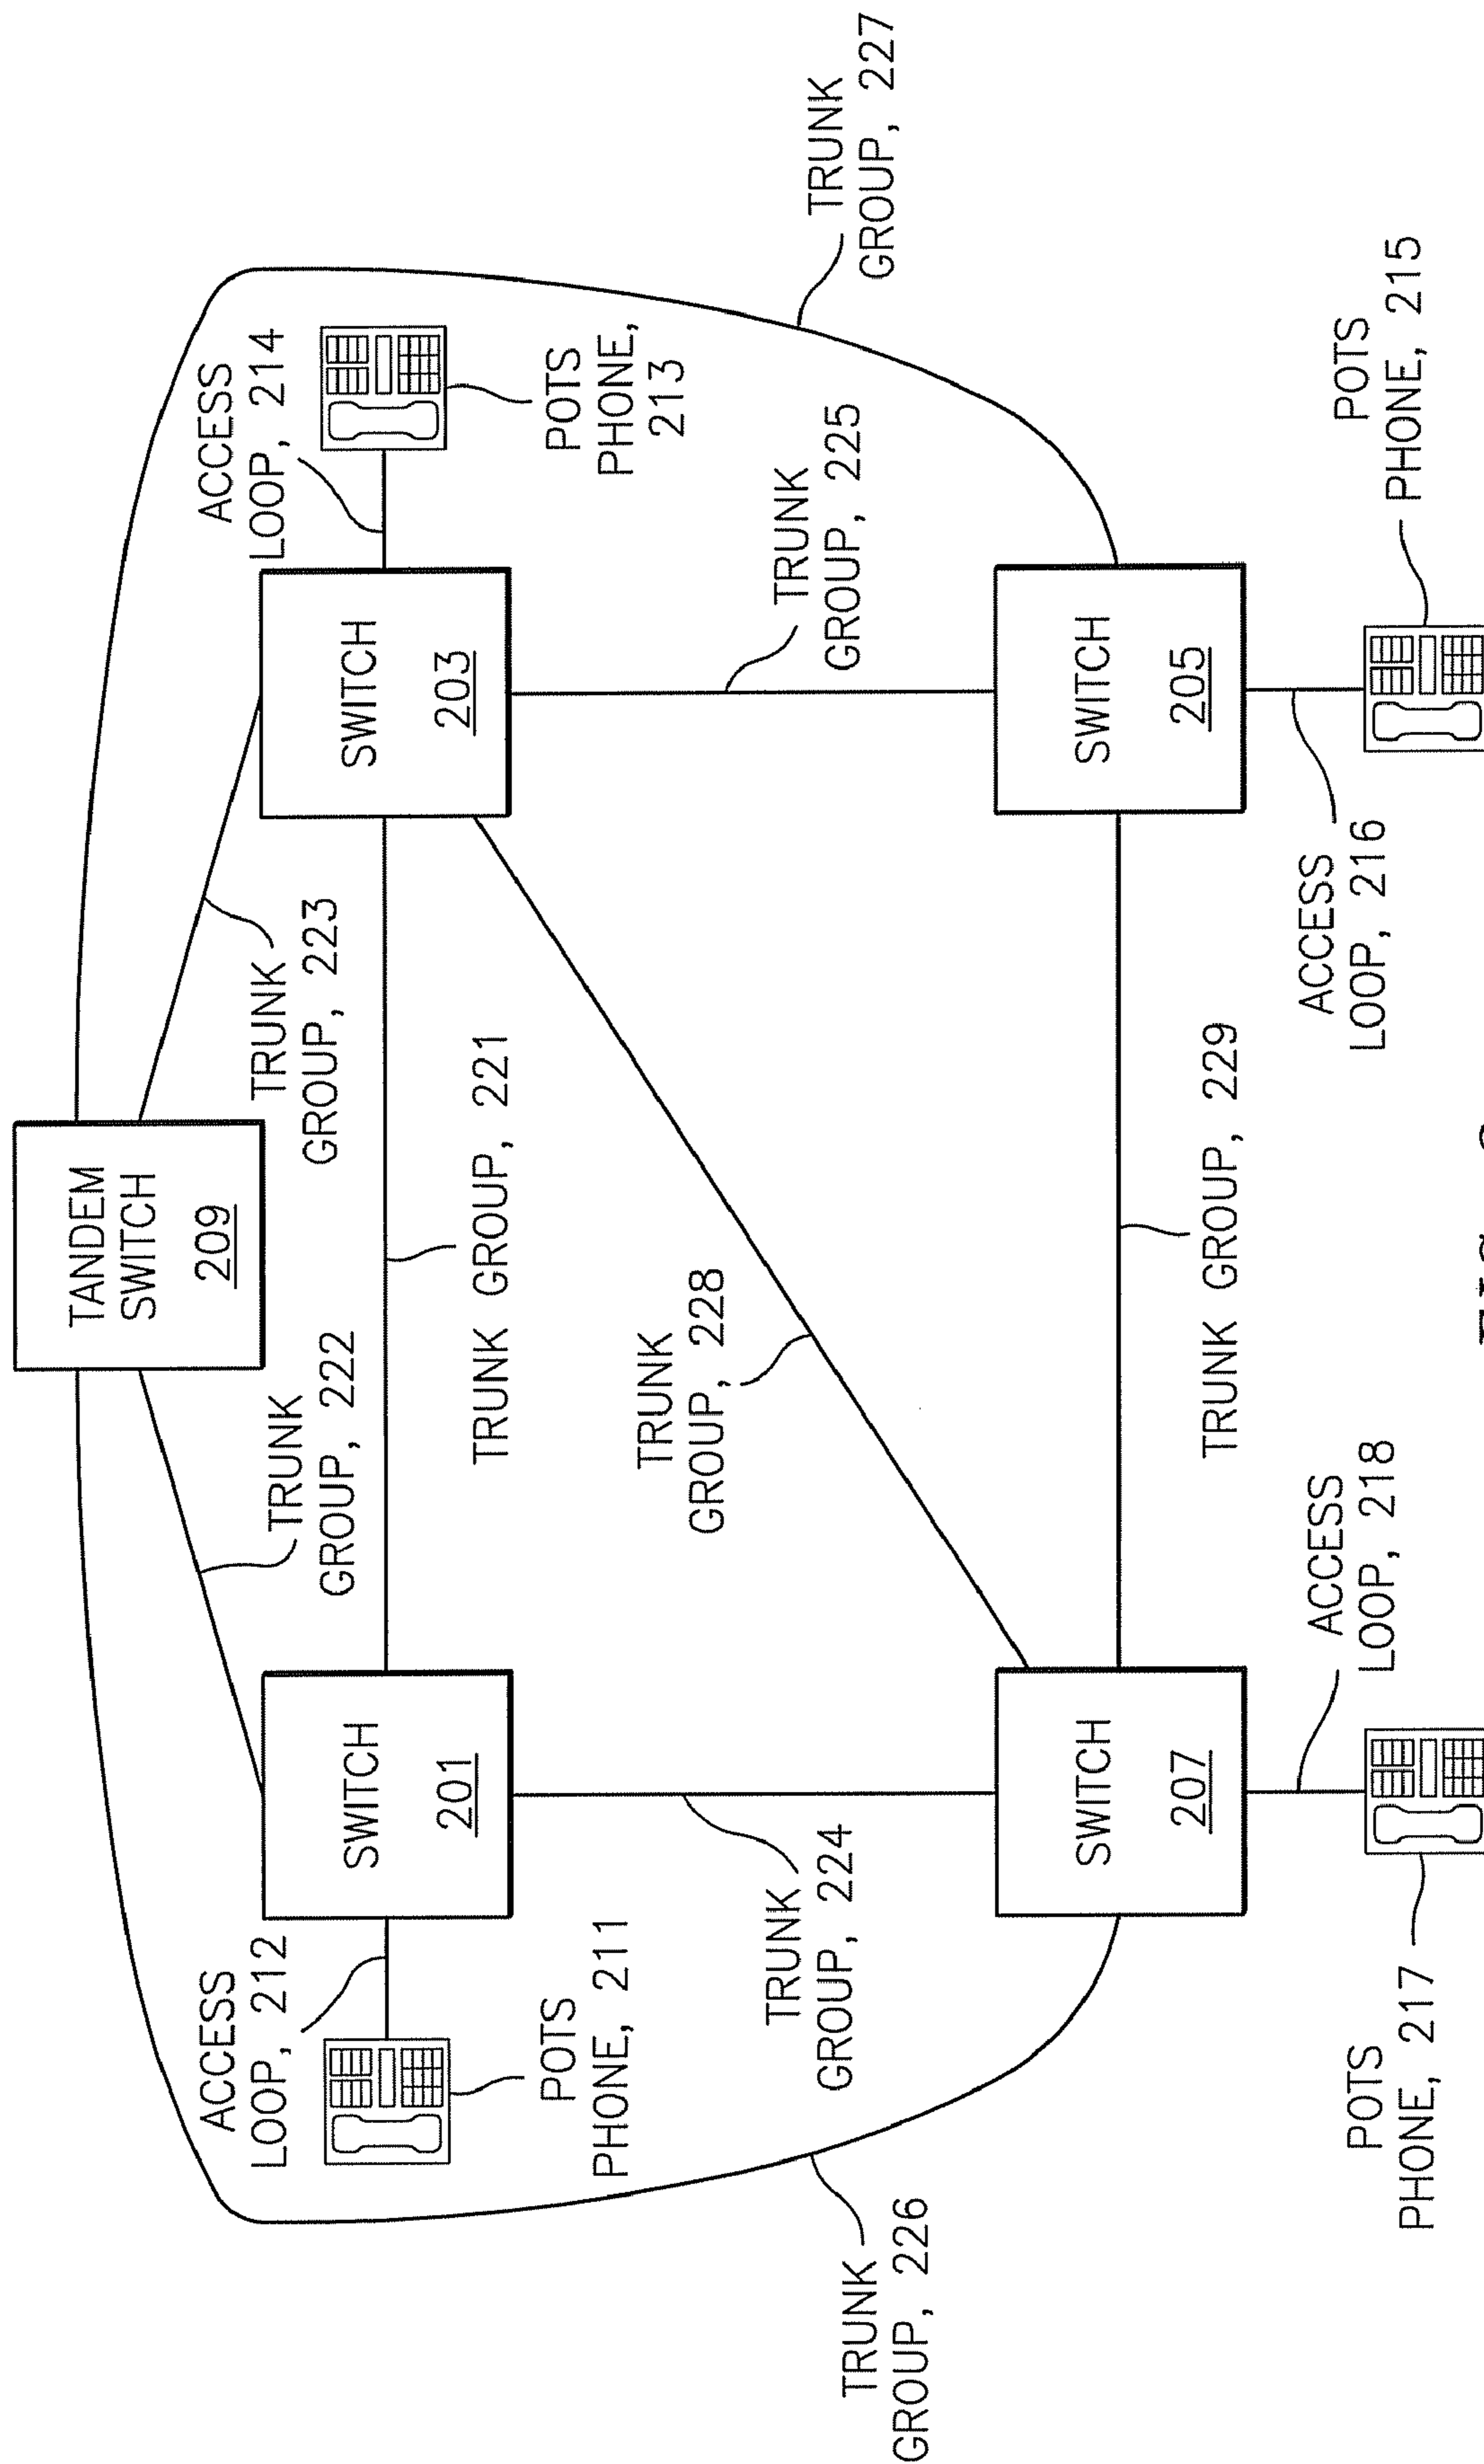 TANDEM
SWITCH
209
TRUNK
GROUP, 222
TRUNK
GROUP, 223
ACCESS
LOOP, 212
ACCESS
LOOP, 214
SWITCH
201
SWITCH
203
POTS
PHONE, 211
POTS
PHONE,
213
TRUNK GROUP, 221
TRUNK
GROUP, 228
TRUNK
GROUP, 224
TRUNK
GROUP, 225
TRUNK
GROUP, 226
TRUNK
GROUP, 227
SWITCH
207
SWITCH
205
TRUNK GROUP, 229
ACCESS
LOOP, 218
ACCESS
LOOP, 216
POTS
PHONE, 217
POTS
PHONE, 215